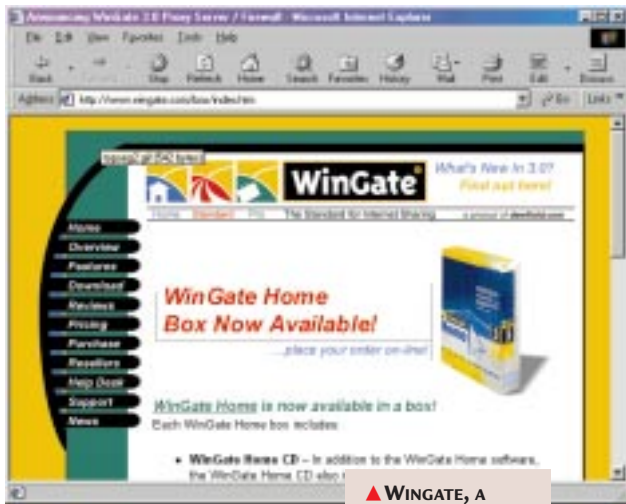 Announcing WinGate 3.0 Proxy Server / Firewall - Microsoft Internet Explorer
File Edit View Favorites Tools Help
Back Stop Refresh Home Search Favorites History Mail Print Edit Discuss
Address http://www.wingate.com/box/index.htm Go Links
WinGate
What's New In 3.0?
Find out here!
Home Standard Pro The Standard for Internet Sharing a product of deerfield.com
Home
Overview
Features
Download
Reviews
Pricing
Purchase
Resellers
Help Desk
Support
News
WinGate Home
Box Now Available!
...place your order on-line!
WinGate Home is now available in a box!
Each WinGate Home box includes:
• WinGate Home CD – In addition to the WinGate Home software,
the WinGate Home CD also
▲ WINGATE, A